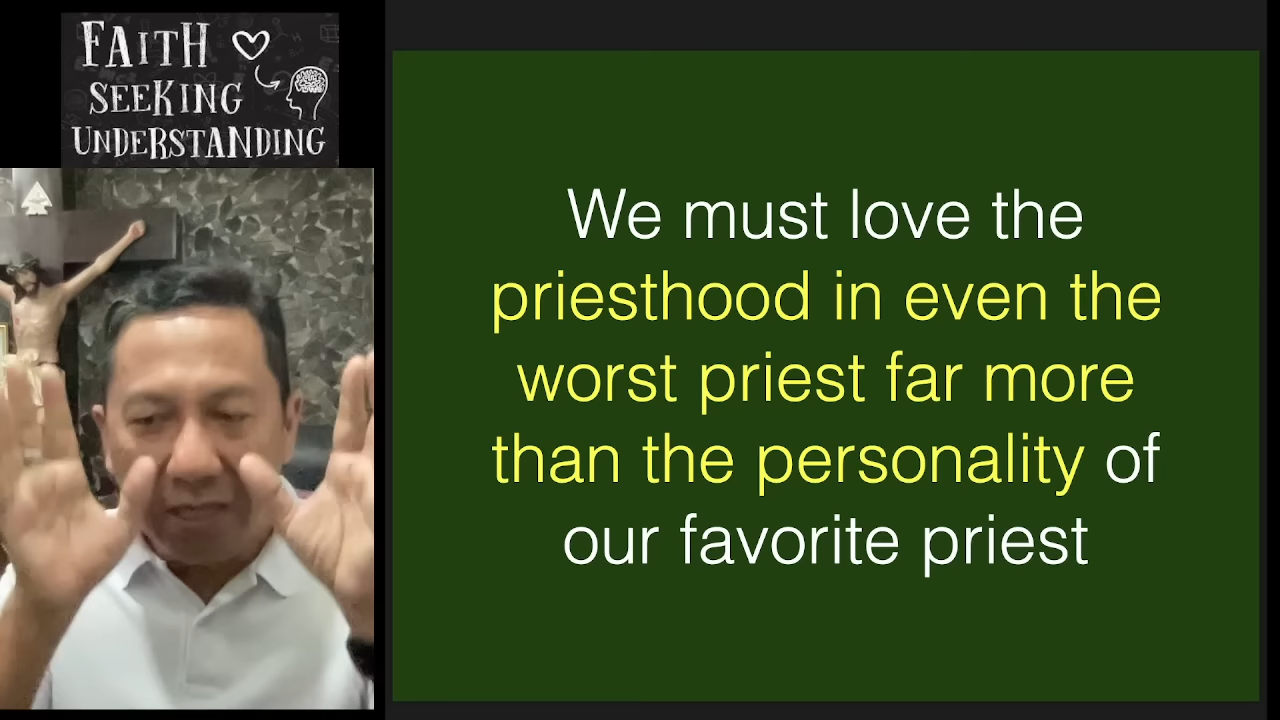 FAITH
SEEKING
UNDERSTANDING
We must love the
priesthood in even the
worst priest far more
than the personality of
our favorite priest